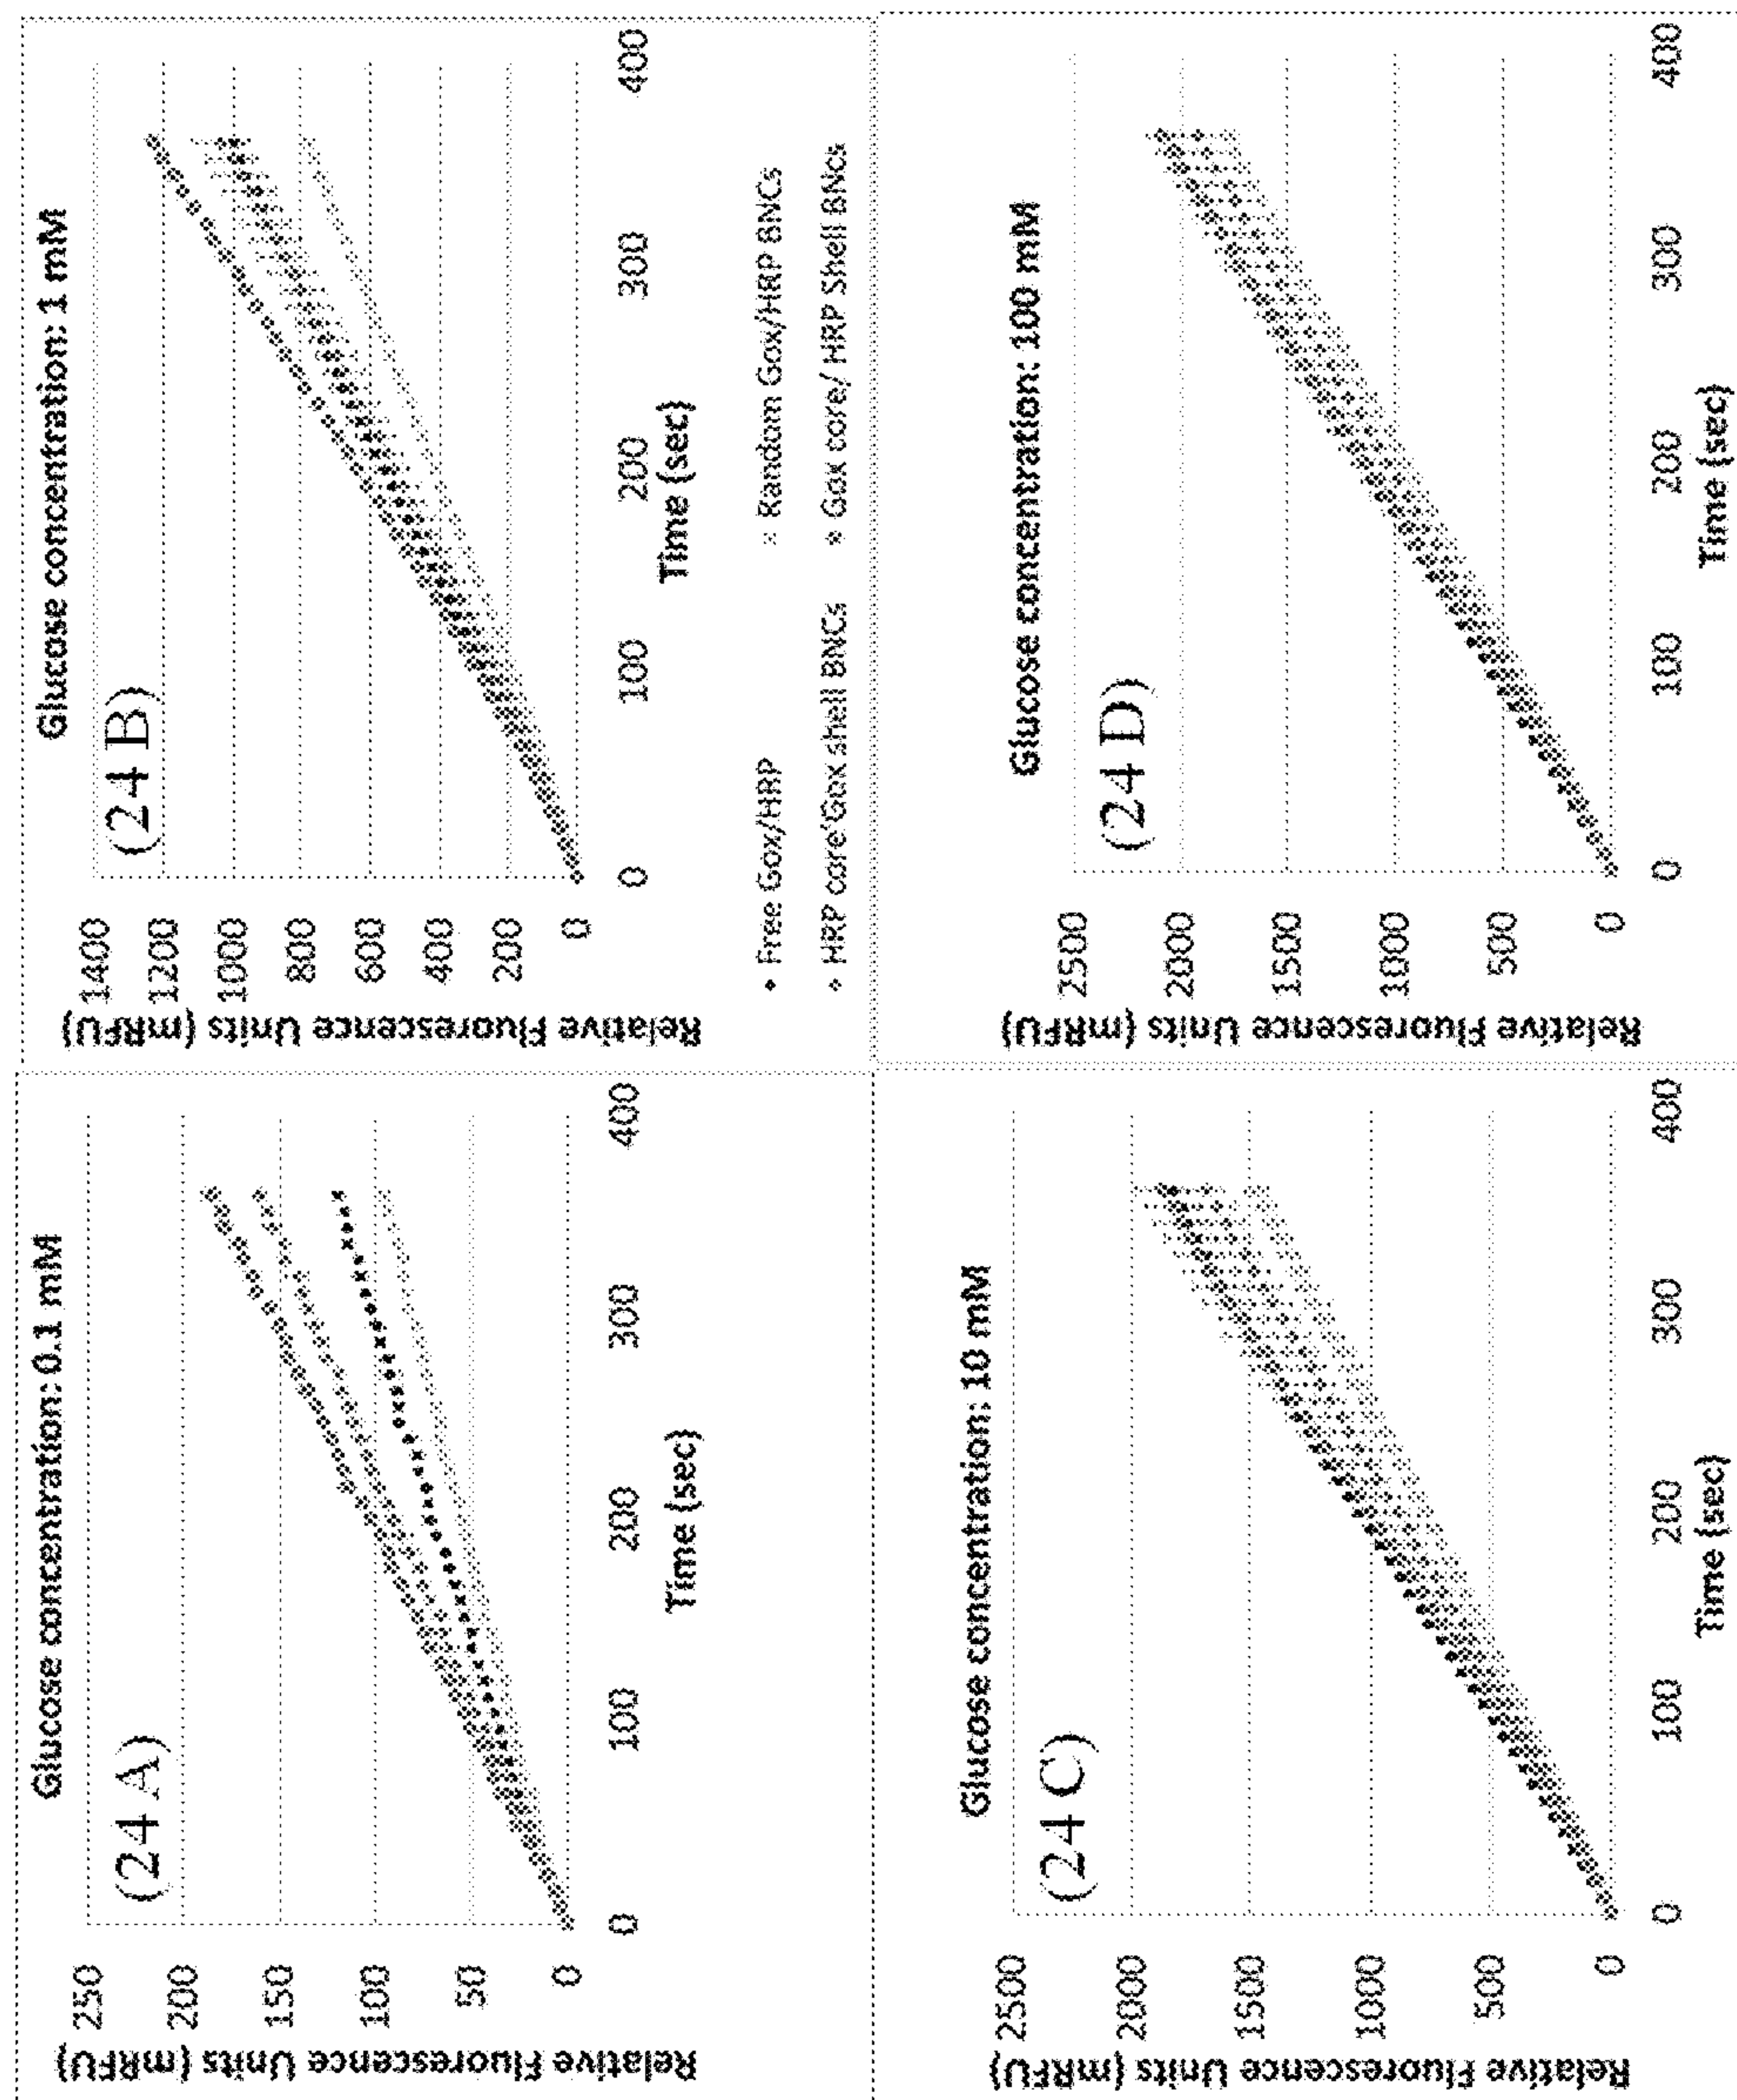 Glucose concentration: 0.1 mM
(24 A)
Relative Fluorescence Units (mRFU)
250
200
150
100
50
0
0 100 200 300 400
Time (sec)
Glucose concentration: 1 mM
(24 B)
Relative Fluorescence Units (mRFU)
1400
1200
1000
800
600
400
200
0
0 100 200 300 400
Time (sec)
Free Gox/HRP
Random Gox/HRP BNCs
HRP core'Gox shell BNCs
Gox core/ HRP Shell BNCs
Glucose concentration: 10 mM
(24 C)
Relative Fluorescence Units (mRFU)
2500
2000
1500
1000
500
0
0 100 200 300 400
Time (sec)
Glucose concentration: 100 mM
(24 D)
Relative Fluorescence Units (mRFU)
2500
2000
1500
1000
500
0
0 100 200 300 400
Time (sec)